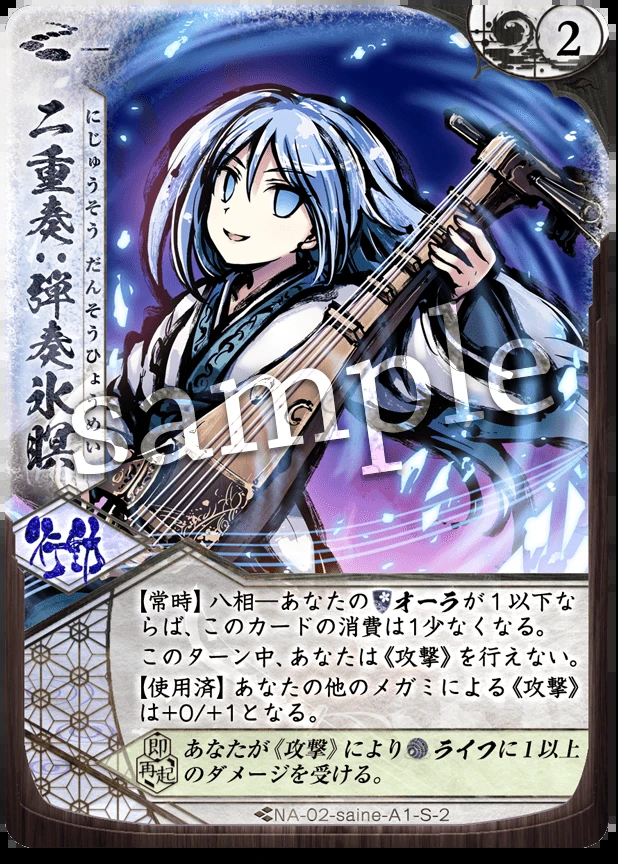 2
二重奏:弾奏氷瞑
にじゅうそう だんそうひょうめい
sample
行動
【常時】八相─あなたのオーラが1以下な
らば、このカードの消費は1少なくなる。
このターン中、あなたは《攻撃》を行えない。
【使用済】あなたの他のメガミによる《攻撃》
は+0/+1となる。
即再起 あなたが《攻撃》によりライフに1以上
のダメージを受ける。
NA-02-saine-A1-S-2